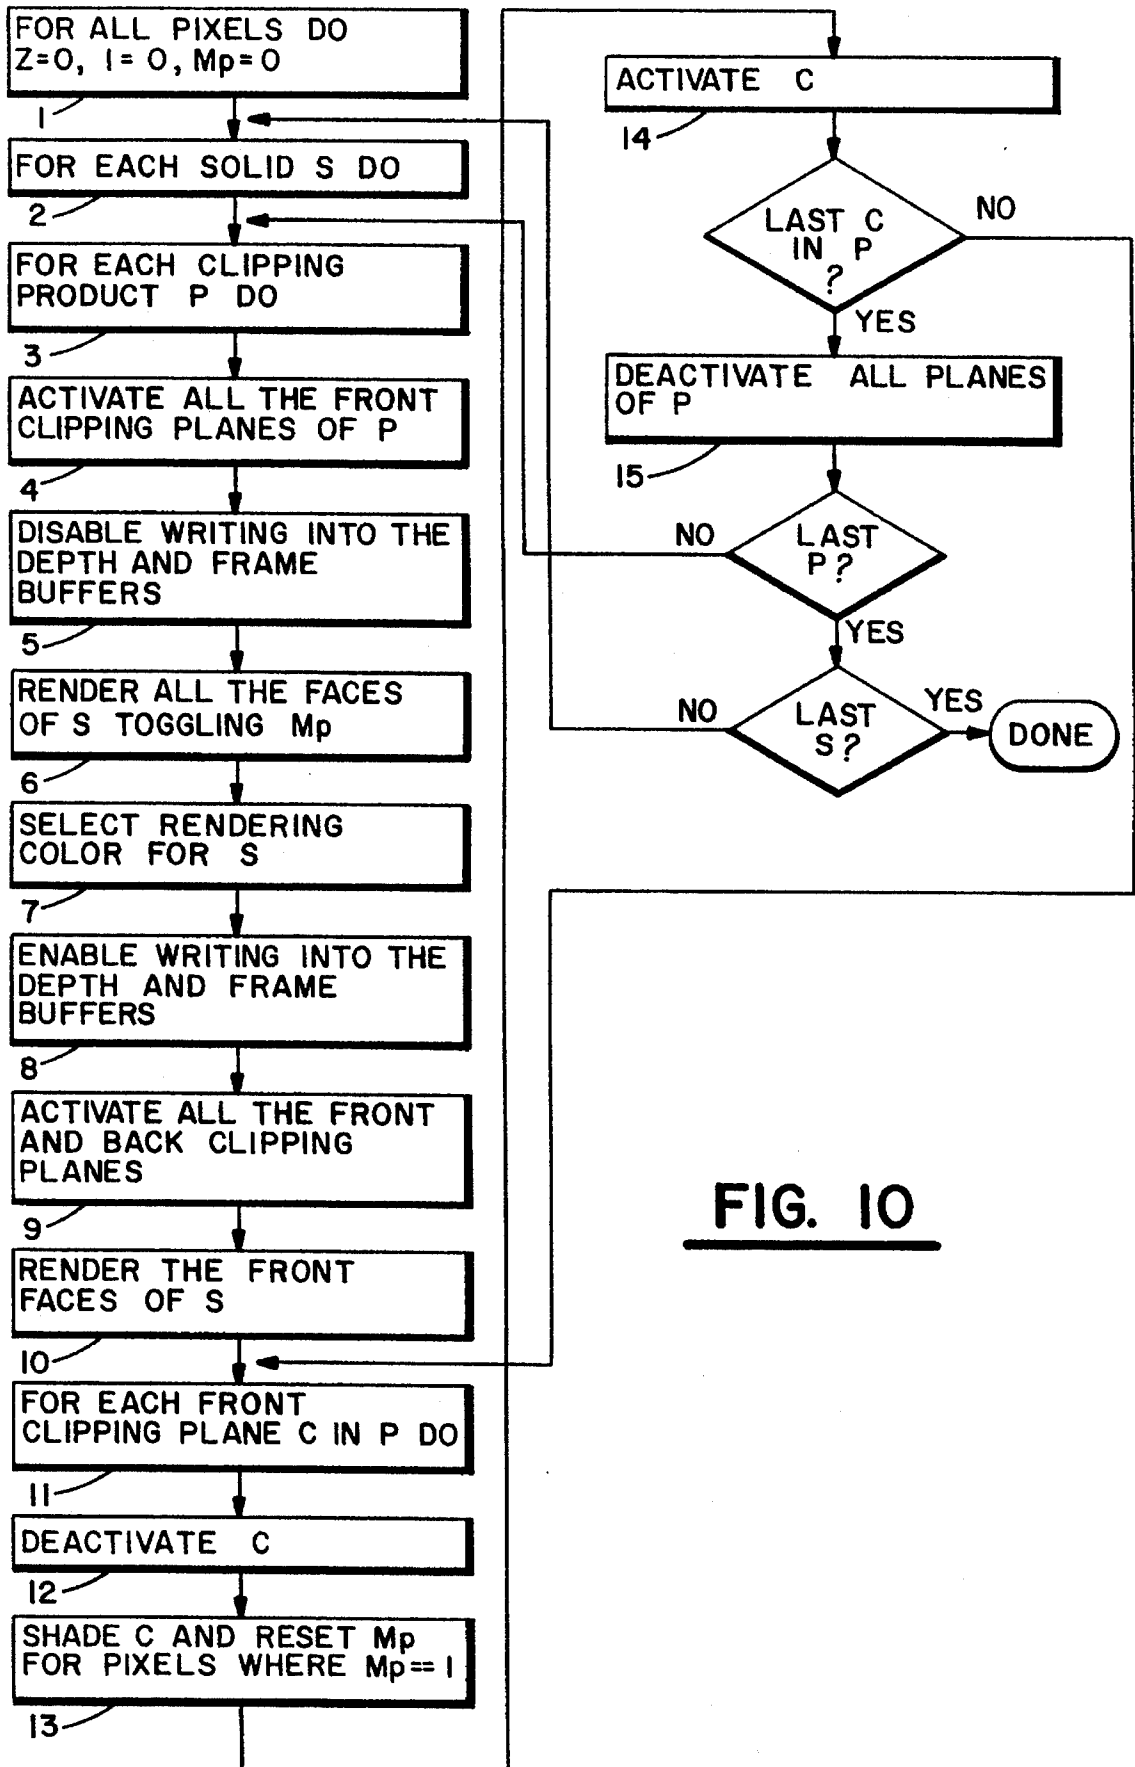 FOR ALL PIXELS DO
Z=0, I=0, Mp=0
1
FOR EACH SOLID S DO
2
FOR EACH CLIPPING
PRODUCT P DO
3
ACTIVATE ALL THE FRONT
CLIPPING PLANES OF P
4
DISABLE WRITING INTO THE
DEPTH AND FRAME
BUFFERS
5
RENDER ALL THE FACES
OF S TOGGLING Mp
6
SELECT RENDERING
COLOR FOR S
7
ENABLE WRITING INTO THE
DEPTH AND FRAME
BUFFERS
8
ACTIVATE ALL THE FRONT
AND BACK CLIPPING
PLANES
9
RENDER THE FRONT
FACES OF S
10
FOR EACH FRONT
CLIPPING PLANE C IN P DO
11
DEACTIVATE C
12
SHADE C AND RESET Mp
FOR PIXELS WHERE Mp== 1
13
ACTIVATE C
14
LAST C
IN P
?
NO
YES
DEACTIVATE ALL PLANES
OF P
15
LAST
P?
NO
YES
LAST
S?
NO
YES
DONE
FIG. 10